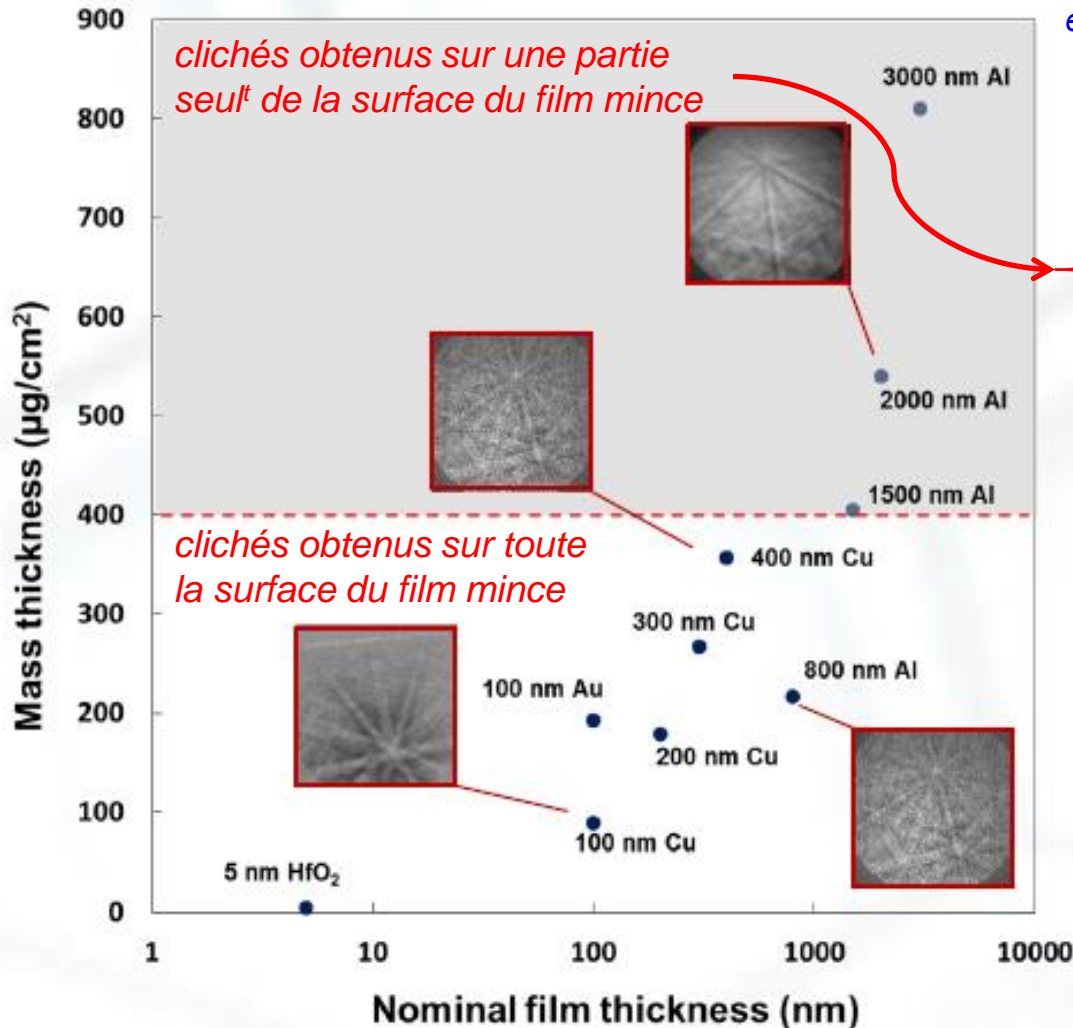 é
clichés obtenus sur une partie
seulᵗ de la surface du film mince
3000 nm Al
2000 nm Al
1500 nm Al
clichés obtenus sur toute
la surface du film mince
400 nm Cu
300 nm Cu
800 nm Al
100 nm Au
200 nm Cu
100 nm Cu
5 nm HfO₂
Mass thickness (µg/cm²)
900
800
700
600
500
400
300
200
100
0
1
10
100
1000
10000
Nominal film thickness (nm)